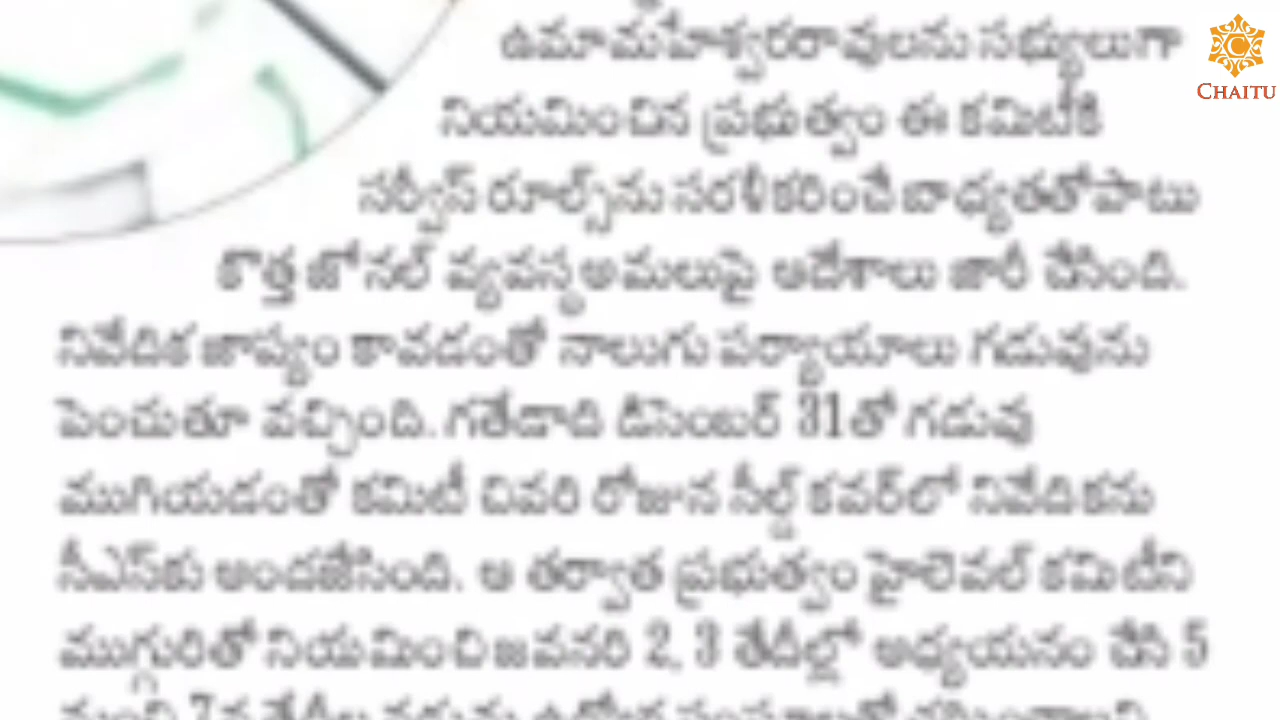 ఉమామహేశ్వరరావులను సభ్యులుగా
CHAITU
నియమించిన ప్రభుత్వం ఈ కమిటీకి
సర్వీస్ రూల్స్‌ను సరళీకరించే బాధ్యతతోపాటు
కొత్త జోనల్ వ్యవస్థ అమలుపై ఆదేశాలు జారీ చేసింది.
నివేదిక జాప్యం కావడంతో నాలుగు పర్యాయాలు గడువును
పెంచుతూ వచ్చింది. గతేడాది డిసెంబర్ 31తో గడువు
ముగియడంతో కమిటీ చివరి రోజున సీల్డ్ కవర్‌లో నివేదికను
సీఎస్‌కు అందజేసింది. ఆ తర్వాత ప్రభుత్వం హైలెవల్ కమిటీని
ముగ్గురితో నియమించి జనవరి 2, 3 తేదీల్లో అధ్యయనం చేసి 5